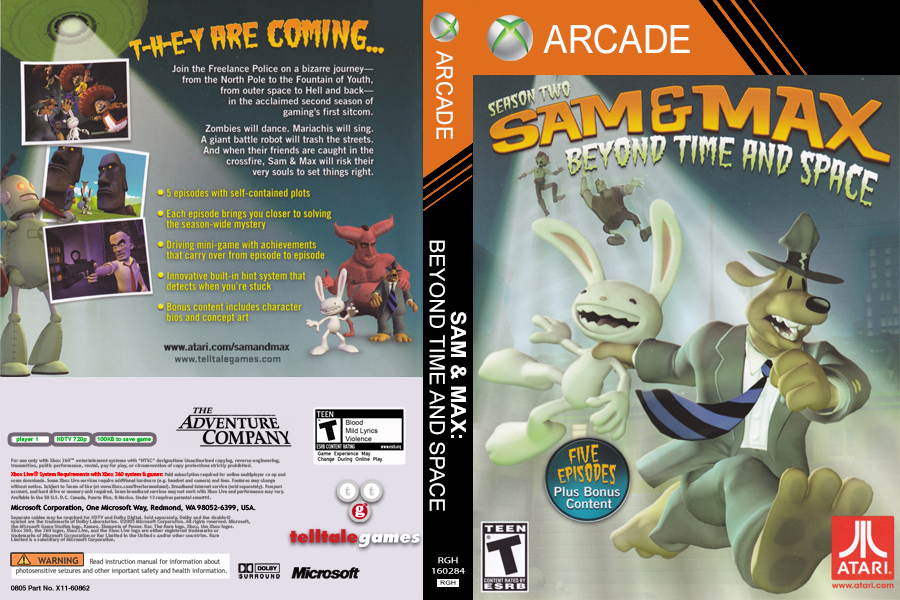 T-H-E-Y ARE COMING...
Join the Freelance Police on a bizarre journey—
from the North Pole to the Fountain of Youth,
from outer space to Hell and back—
in the acclaimed second season of
gaming's first sitcom.
Zombies will dance. Mariachis will sing.
A giant battle robot will trash the streets.
And when their friends are caught in the
crossfire, Sam & Max will risk their
very souls to set things right.
5 episodes with self-contained plots
Each episode brings you closer to solving
the season-wide mystery
Driving mini-game with achievements
that carry over from episode to episode
Innovative built-in hint system that
detects when you're stuck
Bonus content includes character
bios and concept art
www.atari.com/samandmax
www.telltalegames.com
player 1
HDTV 720p
100KB to save game
THE
ADVENTURE
COMPANY
TEEN
T
Blood
Mild Lyrics
Violence
ESRB CONTENT RATING www.esrb.org
Game Experience May
Change During Online Play.
Microsoft Corporation, One Microsoft Way, Redmond, WA 98052-6399, USA.
t t
g
telltalegames
WARNING
Read instruction manual for information about
photosensitive seizures and other important safety and health information.
DOLBY
SURROUND
Microsoft
0805 Part No. X11-60862
ARCADE
SAM & MAX:
BEYOND TIME AND SPACE
RGH
160284
RGH
ARCADE
SEASON TWO
SAM & MAX
BEYOND TIME AND SPACE
FIVE
EPISODES
Plus Bonus
Content
TEEN
T
CONTENT RATED BY
ESRB
ATARI
www.atari.com